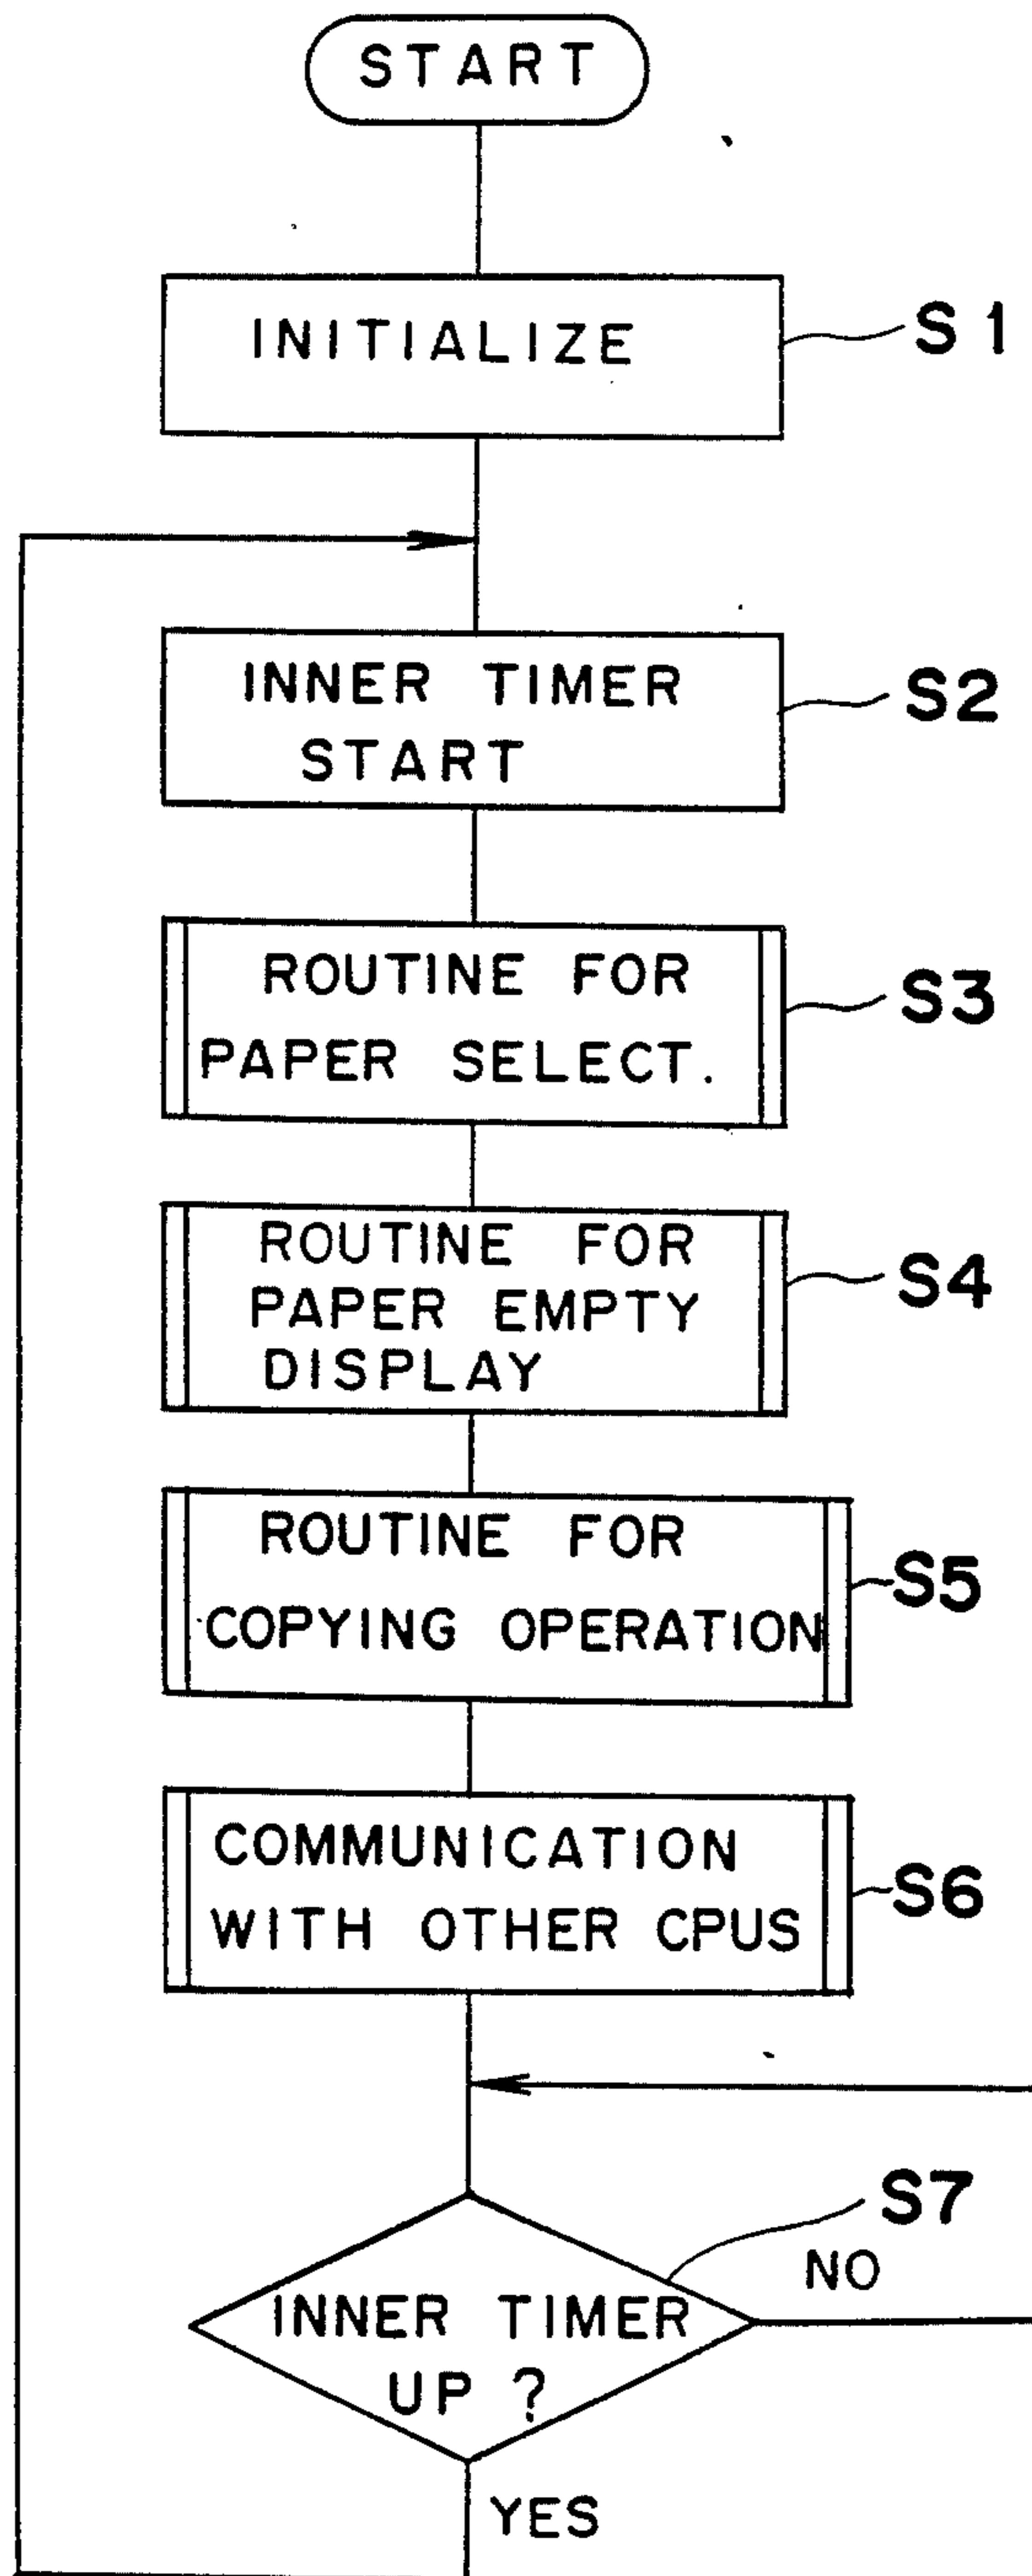 START
INITIALIZE
S1
INNER TIMER
START
S2
ROUTINE FOR
PAPER SELECT.
S3
ROUTINE FOR
PAPER EMPTY
DISPLAY
S4
ROUTINE FOR
COPYING OPERATION
S5
COMMUNICATION
WITH OTHER CPUS
S6
S7
NO
INNER TIMER
UP ?
YES